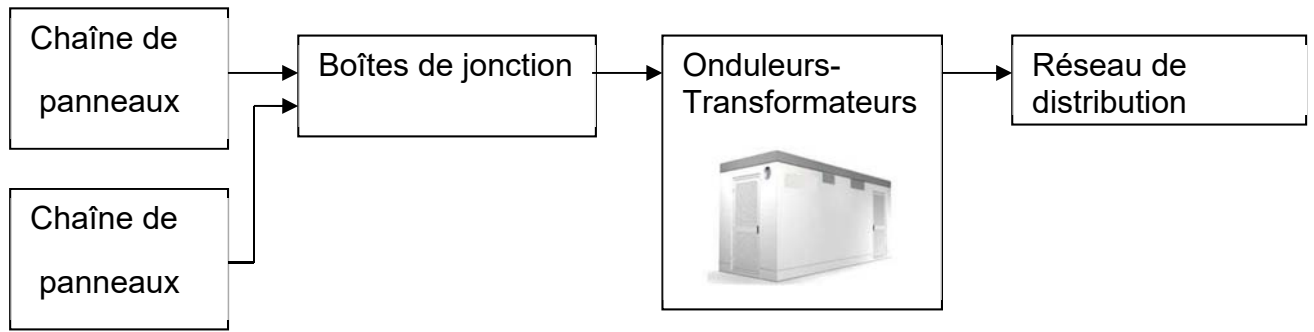 Chaîne de
panneaux
Chaîne de
panneaux
Boîtes de jonction
Onduleurs-
Transformateurs
Réseau de
distribution